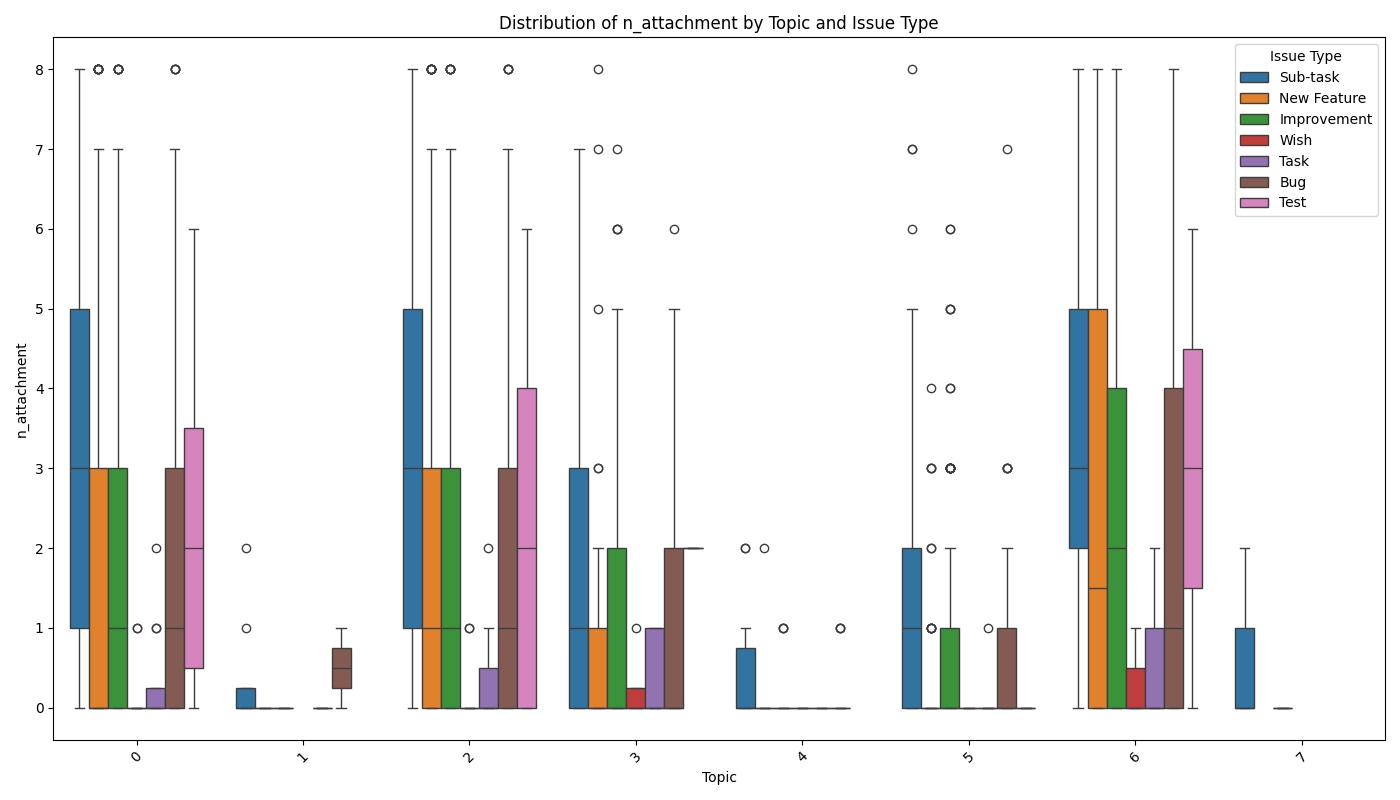 Distribution of n_attachment by Topic and Issue Type
Issue Type
Sub-task
New Feature
Improvement
Wish
Task
Bug
Test
n_attachment
8
7
6
5
4
3
2
1
0
0 1 2 3 4 5 6 7
Topic